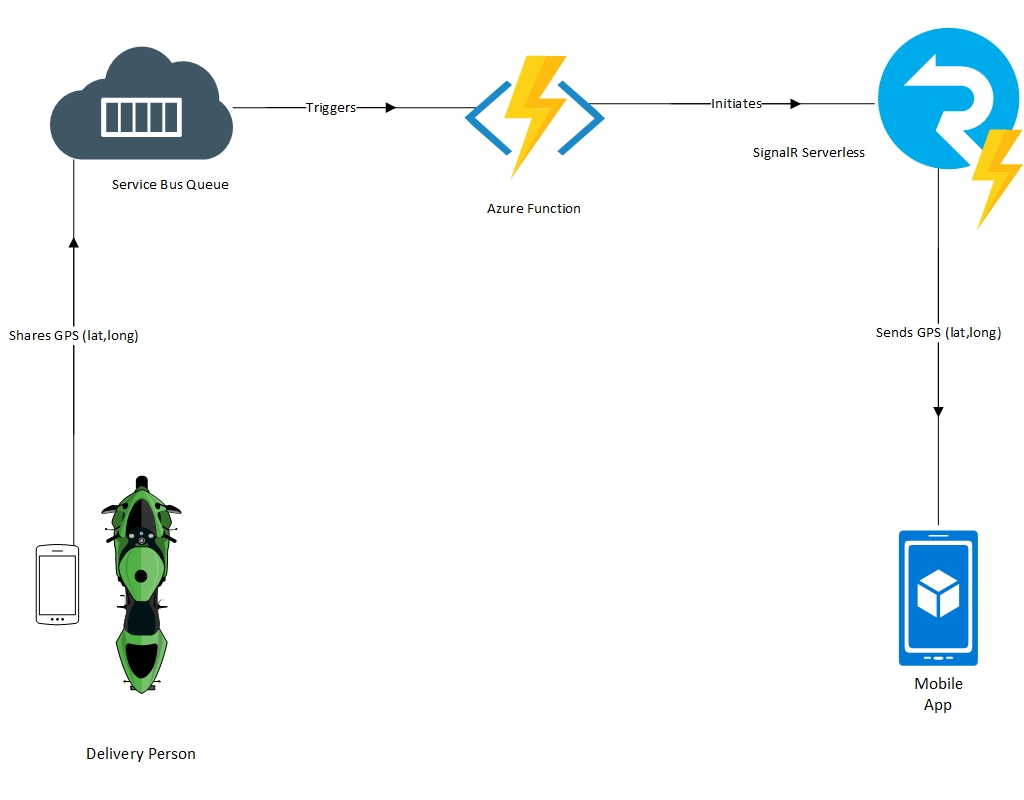 Triggers
Initiates
SignalR Serverless
Service Bus Queue
Azure Function
Shares GPS (lat,long)
Sends GPS (lat,long)
Mobile
App
Delivery Person